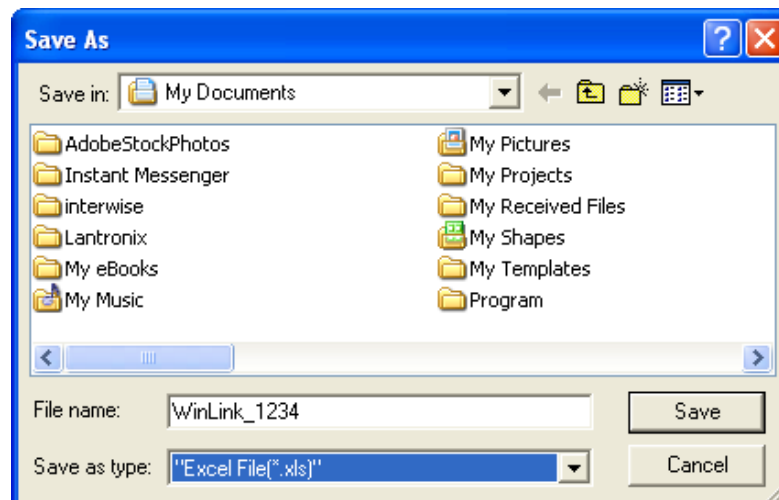 Save As
Save in: My Documents
AdobeStockPhotos
Instant Messenger
interwise
Lantronix
My eBooks
My Music
My Pictures
My Projects
My Received Files
My Shapes
My Templates
Program
File name: WinLink_1234 Save
Save as type: "Excel File(*.xls)" Cancel